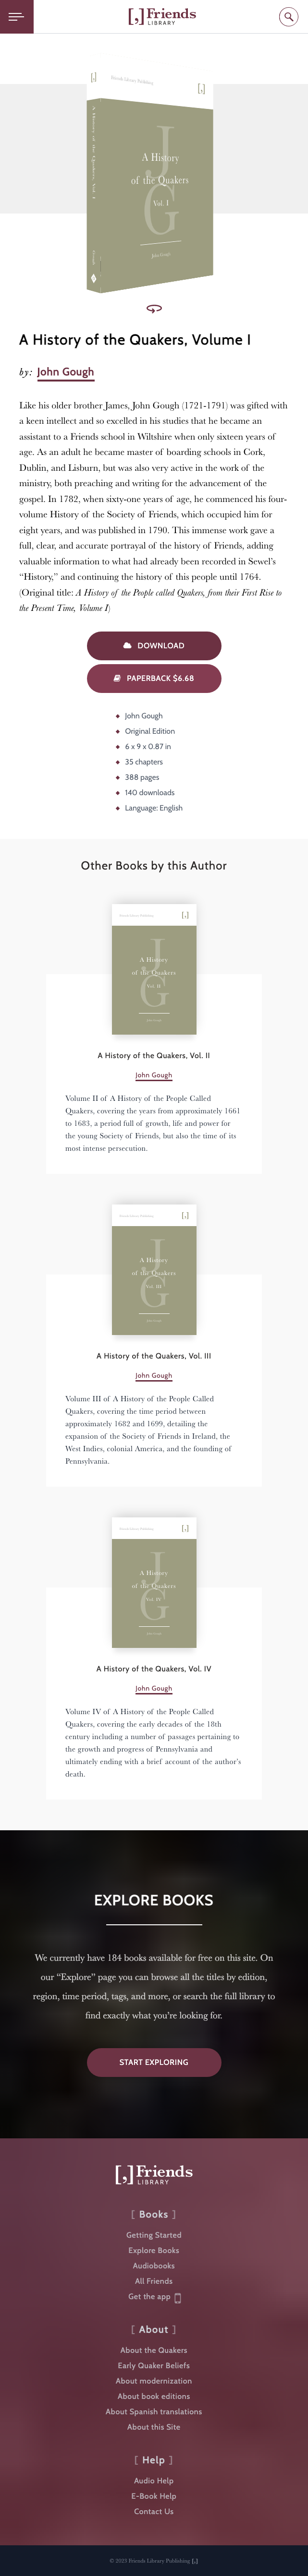 [,] Friends
LIBRARY
Friends Library Publishing
[,]
A History of the Quakers, Vol. I
JG
A History
of the Quakers
Vol. I
John Gough
A History of the Quakers, Volume I
by: John Gough
Like his older brother James, John Gough (1721-1791) was gifted with
a keen intellect and so excelled in his studies that he became an
assistant to a Friends school in Wiltshire when only sixteen years of
age. As an adult he became master of boarding schools in Cork,
Dublin, and Lisburn, but was also very active in the work of the
ministry, both preaching and writing for the advancement of the
gospel. In 1782, when sixty-one years of age, he commenced his four-
volume History of the Society of Friends, which occupied him for
eight years, and was published in 1790. This immense work gave a
full, clear, and accurate portrayal of the history of Friends, adding
valuable information to what had already been recorded in Sewel's
“History,” and continuing the history of this people until 1764.
(Original title: A History of the People called Quakers, from their First Rise to
the Present Time, Volume I)
DOWNLOAD
PAPERBACK $6.68
John Gough
Original Edition
6 x 9 x 0.87 in
35 chapters
388 pages
140 downloads
Language: English
Other Books by this Author
Friends Library Publishing [,]
JG
A History
of the Quakers
Vol. II
John Gough
A History of the Quakers, Vol. II
John Gough
Volume II of A History of the People Called
Quakers, covering the years from approximately 1661
to 1683, a period full of growth, life and power for
the young Society of Friends, but also the time of its
most intense persecution.
Friends Library Publishing [,]
JG
A History
of the Quakers
Vol. III
John Gough
A History of the Quakers, Vol. III
John Gough
Volume III of A History of the People Called
Quakers, covering the time period between
approximately 1682 and 1699, detailing the
expansion of the Society of Friends in Ireland, the
West Indies, colonial America, and the founding of
Pennsylvania.
Friends Library Publishing [,]
JG
A History
of the Quakers
Vol. IV
John Gough
A History of the Quakers, Vol. IV
John Gough
Volume IV of A History of the People Called
Quakers, covering the early decades of the 18th
century including a number of passages pertaining to
the growth and progress of Pennsylvania and
ultimately ending with a brief account of the author's
death.
EXPLORE BOOKS
We currently have 184 books available for free on this site. On
our “Explore” page you can browse all the titles by edition,
region, time period, tags, and more, or search the full library to
find exactly what you're looking for.
START EXPLORING
[,] Friends
LIBRARY
[ Books ]
Getting Started
Explore Books
Audiobooks
All Friends
Get the app
[ About ]
About the Quakers
Early Quaker Beliefs
About modernization
About book editions
About Spanish translations
About this Site
[ Help ]
Audio Help
E-Book Help
Contact Us
© 2025 Friends Library Publishing [,]